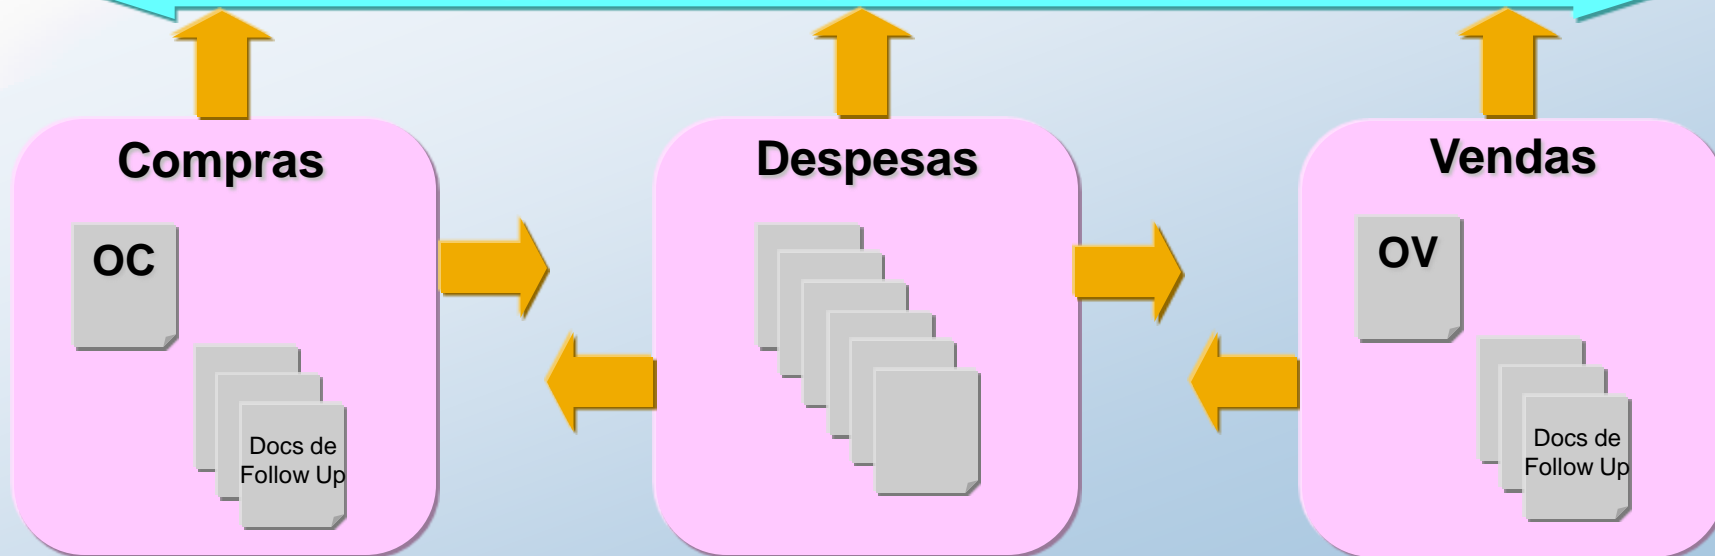 Compras
Despesas
Vendas
OC
OV
Docs de
Follow Up
Docs de
Follow Up